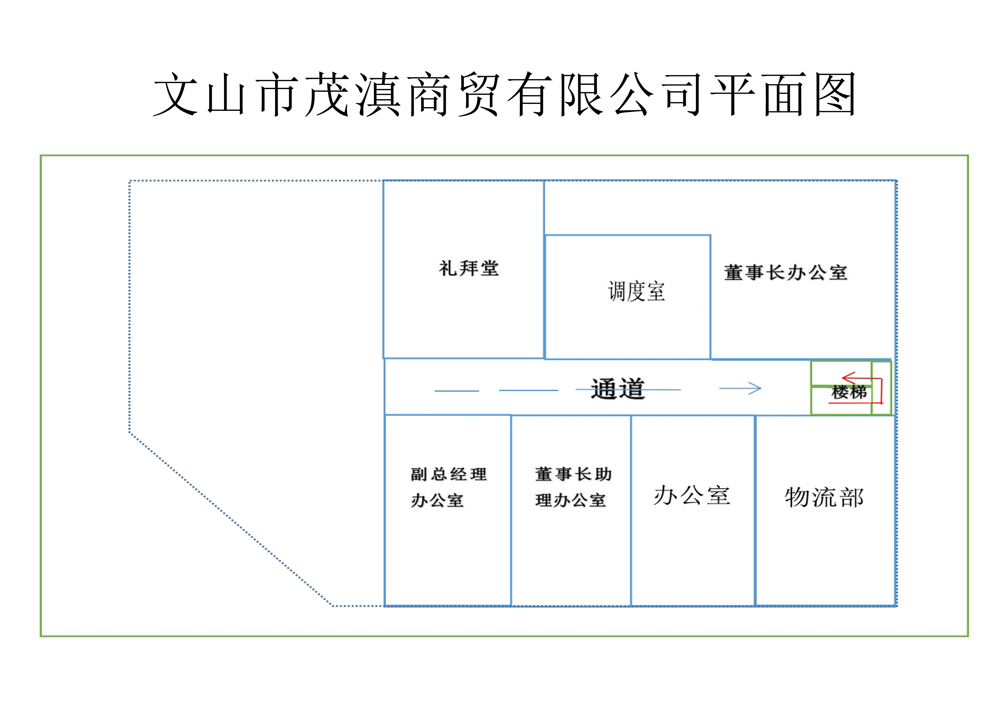 文山市茂滇商贸有限公司平面图
礼拜堂
调度室
董事长办公室
通道
楼梯
副总经理
办公室
董事长助
理办公室
办公室
物流部